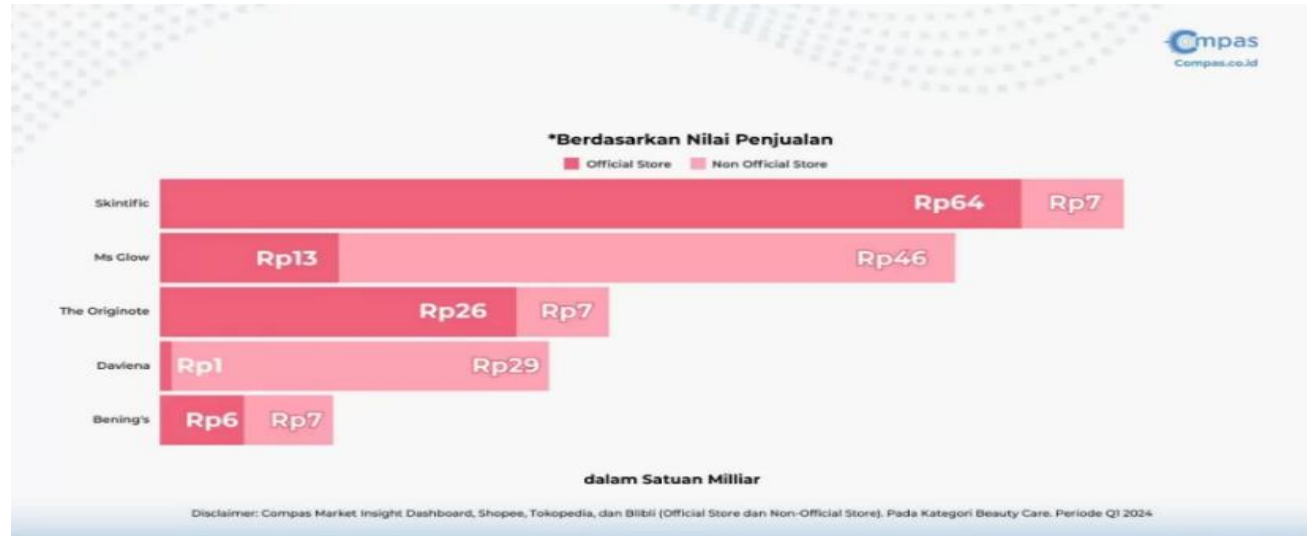 Compas
Compas.co.id
*Berdasarkan Nilai Penjualan
Official Store Non Official Store
Skintific Rp64 Rp7
Ms Glow Rp13 Rp46
The Originote Rp26 Rp7
Daviena Rp1 Rp29
Bening's Rp6 Rp7
dalam Satuan Milliar
Disclaimer: Compas Market Insight Dashboard, Shopee, Tokopedia, dan Blibli (Official Store dan Non-Official Store). Pada Kategori Beauty Care. Periode Q1 2024